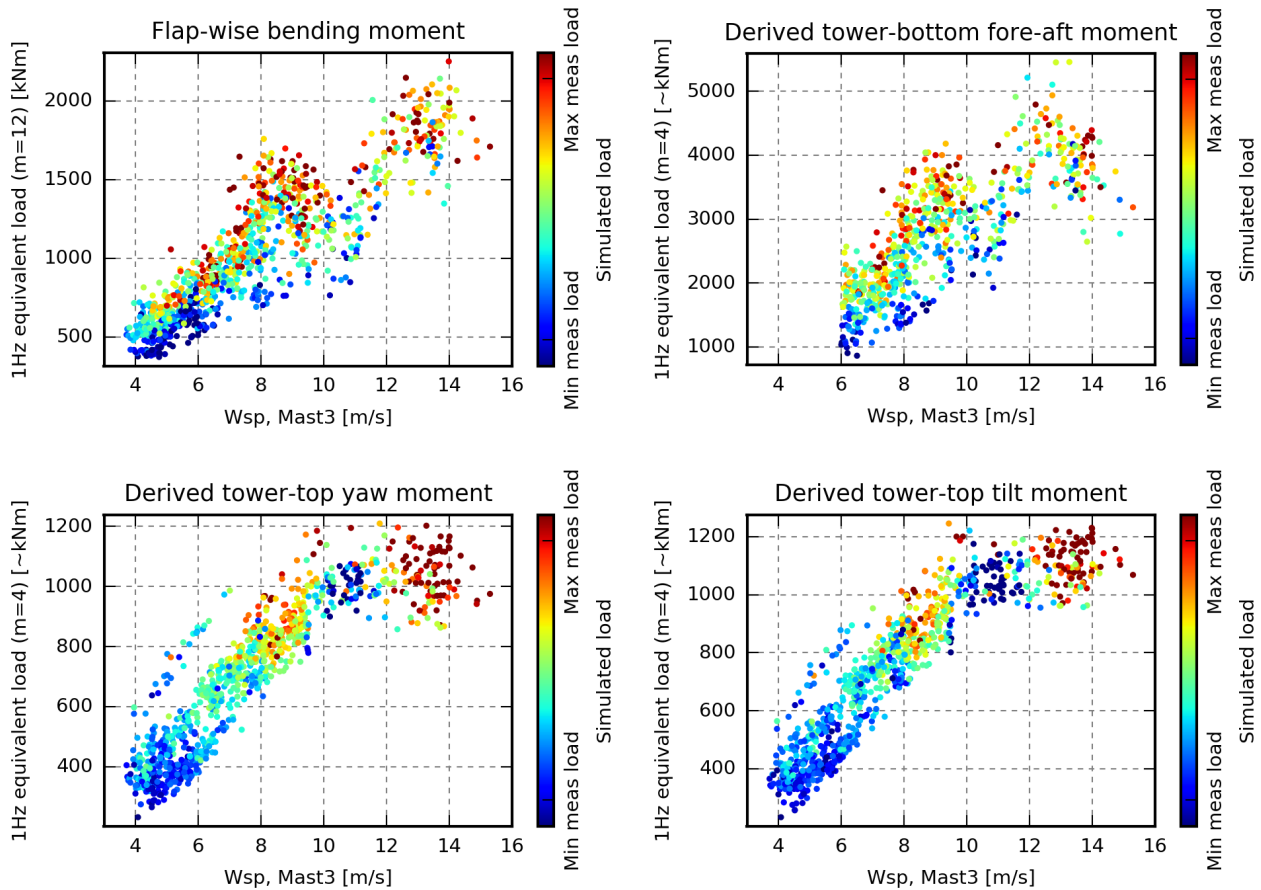 Flap-wise bending moment
1Hz equivalent load (m=12) [kNm]
2000
1500
1000
500
4 6 8 10 12 14 16
Wsp, Mast3 [m/s]
Max meas load
Min meas load
Simulated load
Derived tower-bottom fore-aft moment
1Hz equivalent load (m=4) [~kNm]
5000
4000
3000
2000
1000
4 6 8 10 12 14 16
Wsp, Mast3 [m/s]
Max meas load
Min meas load
Simulated load
Derived tower-top yaw moment
1Hz equivalent load (m=4) [~kNm]
1200
1000
800
600
400
4 6 8 10 12 14 16
Wsp, Mast3 [m/s]
Max meas load
Min meas load
Simulated load
Derived tower-top tilt moment
1Hz equivalent load (m=4) [~kNm]
1200
1000
800
600
400
4 6 8 10 12 14 16
Wsp, Mast3 [m/s]
Max meas load
Min meas load
Simulated load